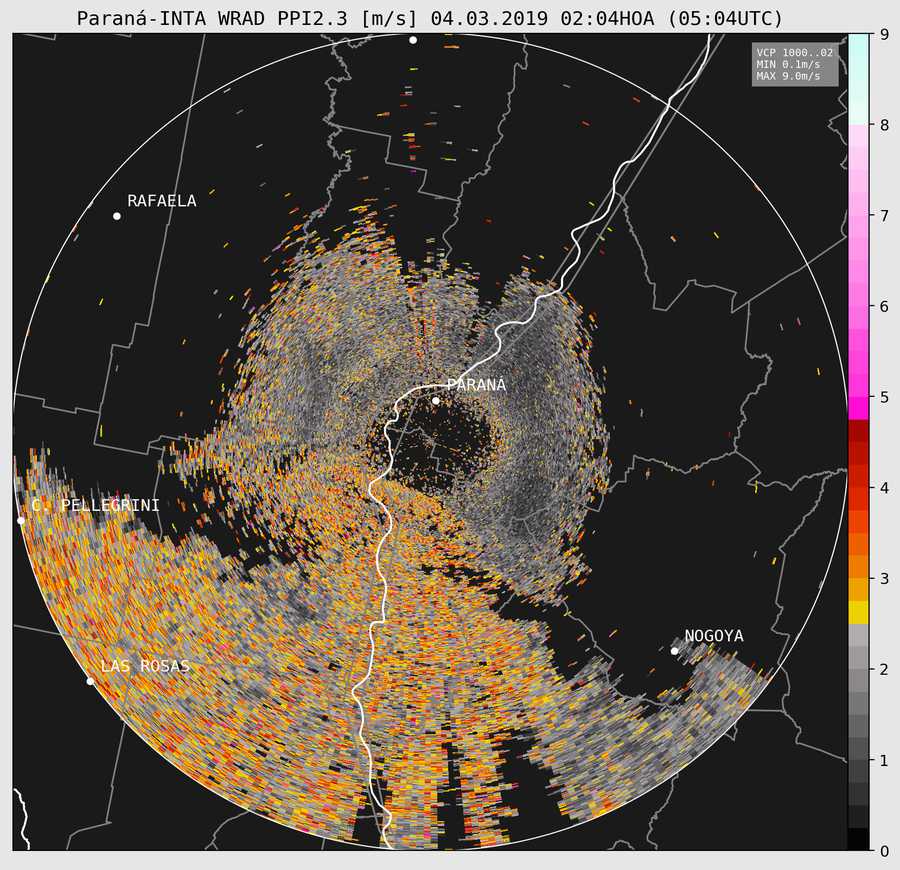 Paraná-INTA WRAD PPI2.3 [m/s] 04.03.2019 02:04HOA (05:04UTC)
VCP 1000..02
MIN 0.1m/s
MAX 9.0m/s
RAFAELA
PARANÁ
C. PELLEGRINI
NOGOYA
LAS ROSAS
9
8
7
6
5
4
3
2
1
0